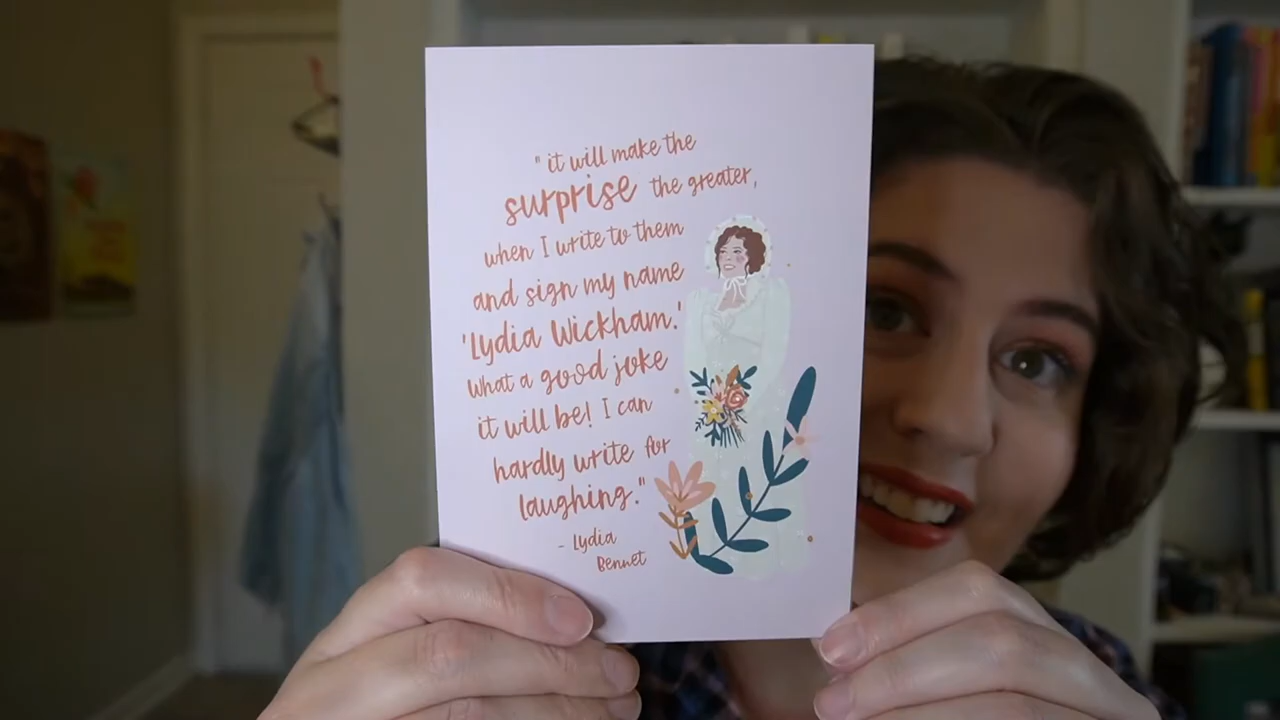 "it will make the
surprise the greater,
when I write to them
and sign my name
'Lydia Wickham.'
What a good joke
it will be! I can
hardly write for
laughing."
- Lydia
Bennet